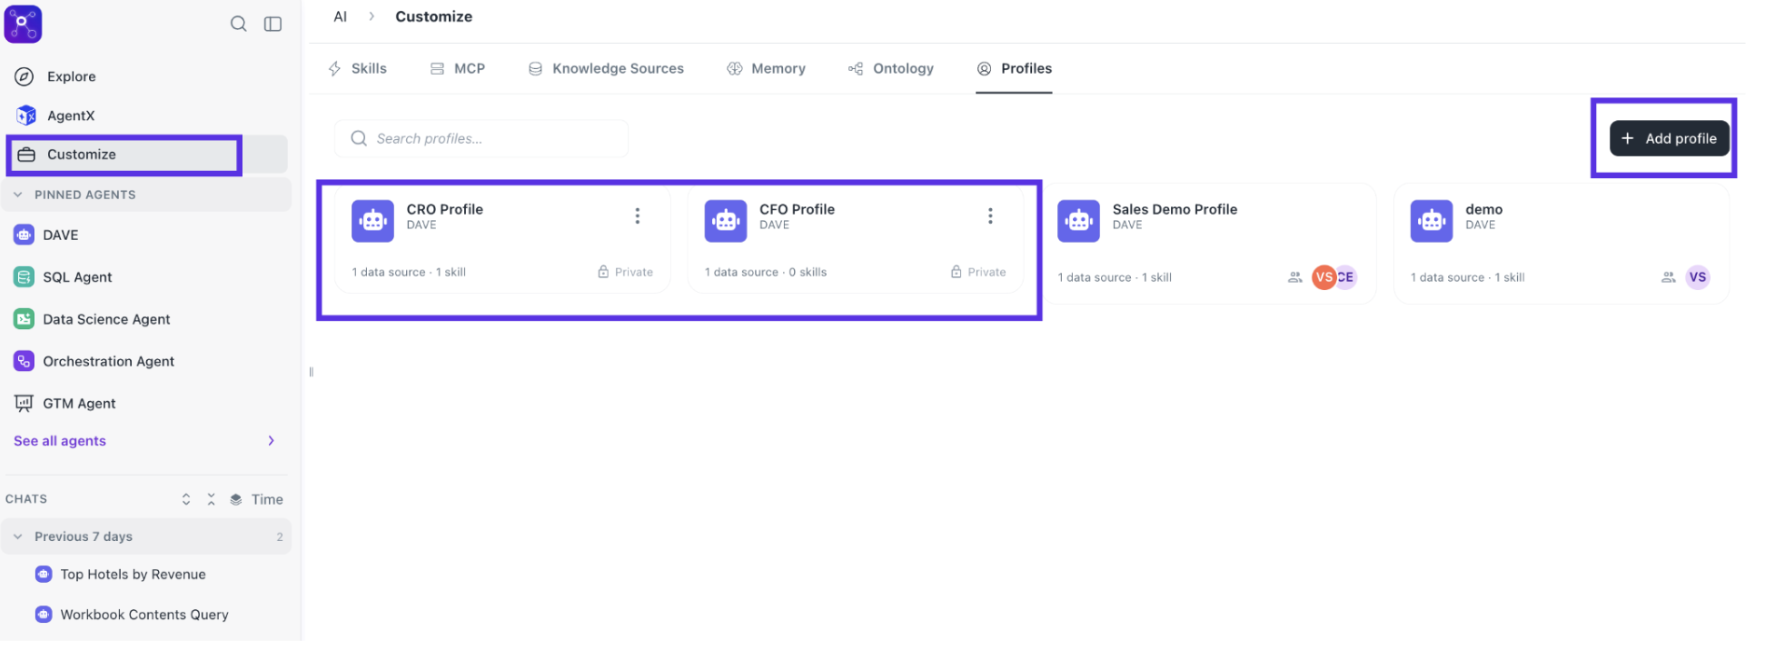 AI > Customize
Explore
AgentX
Customize
PINNED AGENTS
DAVE
SQL Agent
Data Science Agent
Orchestration Agent
GTM Agent
See all agents
CHATS Time
Previous 7 days 2
Top Hotels by Revenue
Workbook Contents Query
Skills MCP Knowledge Sources Memory Ontology Profiles
Search profiles...
+ Add profile
CRO Profile
DAVE
1 data source · 1 skill Private
CFO Profile
DAVE
1 data source · 0 skills Private
Sales Demo Profile
DAVE
1 data source · 1 skill VS CE
demo
DAVE
1 data source · 1 skill VS